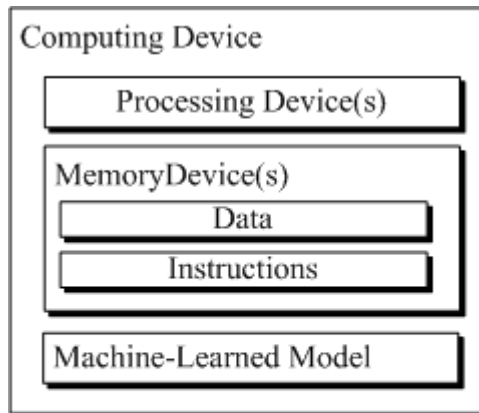 Computing Device
Processing Device(s)
MemoryDevice(s)
Data
Instructions
Machine-Learned Model